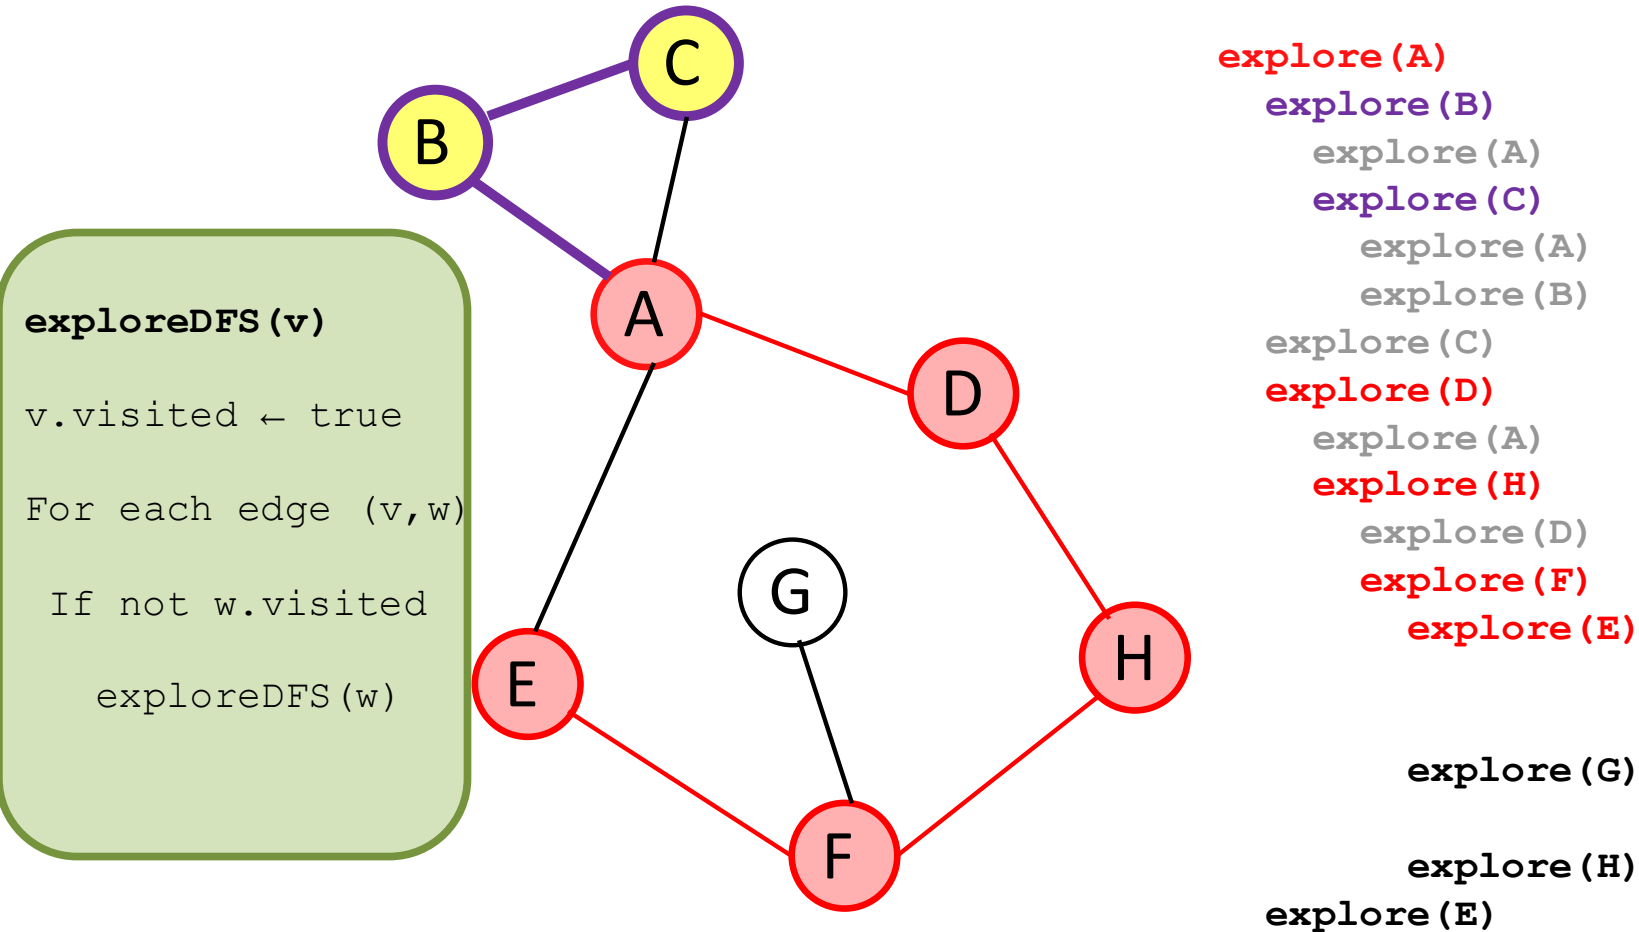 exploreDFS(v)
v.visited ← true
For each edge (v,w)
If not w.visited
exploreDFS(w)
C
B
A
D
G
E
H
F
explore(A)
explore(B)
explore(A)
explore(C)
explore(A)
explore(B)
explore(C)
explore(D)
explore(A)
explore(H)
explore(D)
explore(F)
explore(E)
explore(G)
explore(H)
explore(E)